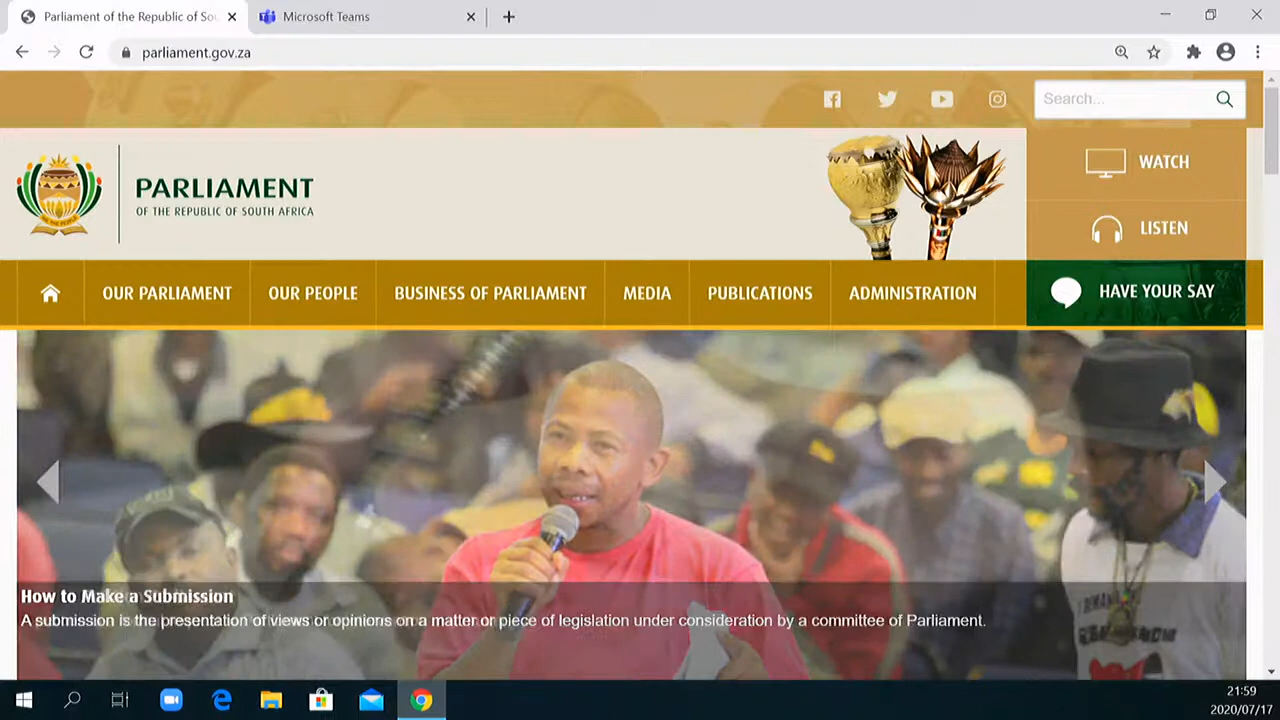 Parliament of the Republic of Sou
Microsoft Teams
parliament.gov.za
Search...
WATCH
PARLIAMENT
OF THE REPUBLIC OF SOUTH AFRICA
LISTEN
OUR PARLIAMENT
OUR PEOPLE
BUSINESS OF PARLIAMENT
MEDIA
PUBLICATIONS
ADMINISTRATION
HAVE YOUR SAY
How to Make a Submission
A submission is the presentation of views or opinions on a matter or piece of legislation under consideration by a committee of Parliament.
21:59
2020/07/17